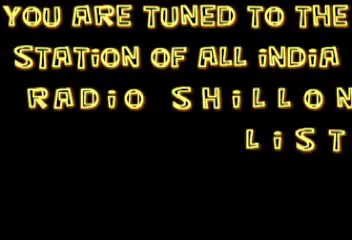 YOU ARE TUNED TO THE
STATiON OF ALL iNDiA
RADiO SHiLLON
LiST